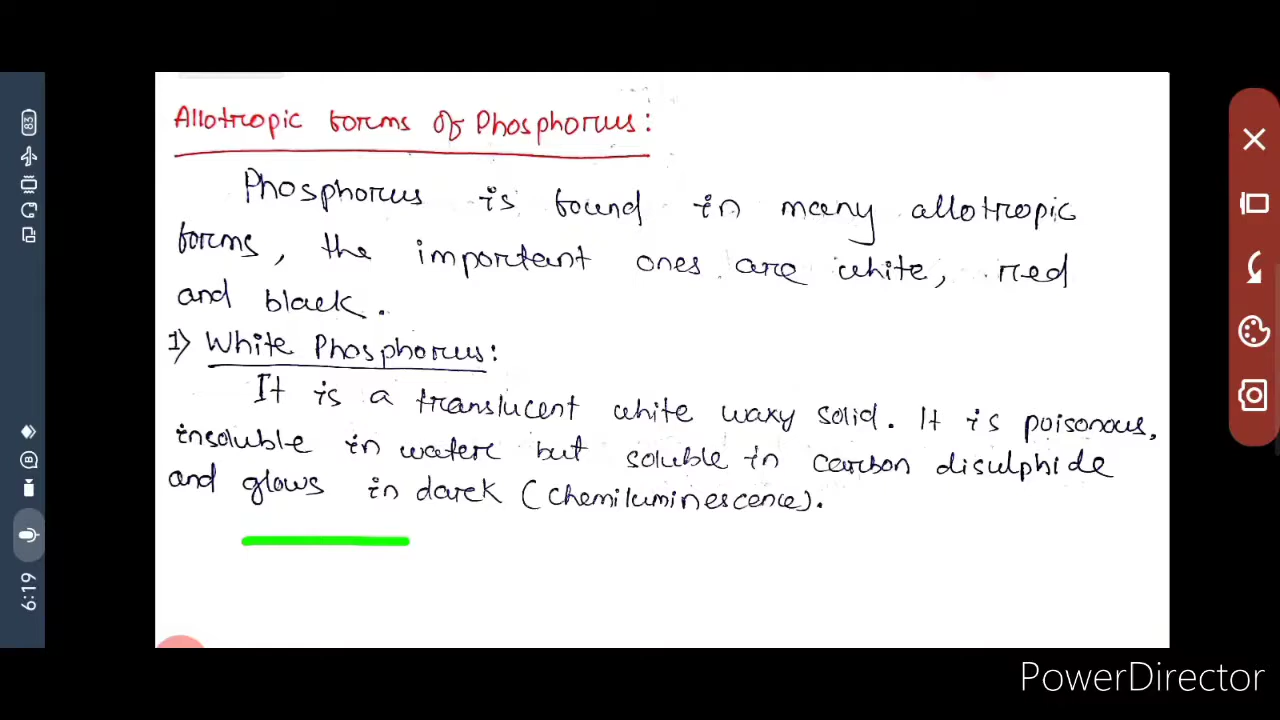 Allotropic forms of Phosphorus:
Phosphorus is found in many allotropic
forms, the important ones are white, red
and black.
1) White Phosphorus:
It is a translucent white waxy solid. It is poisonous,
insoluble in water but soluble in carbon disulphide
and glows in dark (chemiluminescence).
6:19
83
PowerDirector